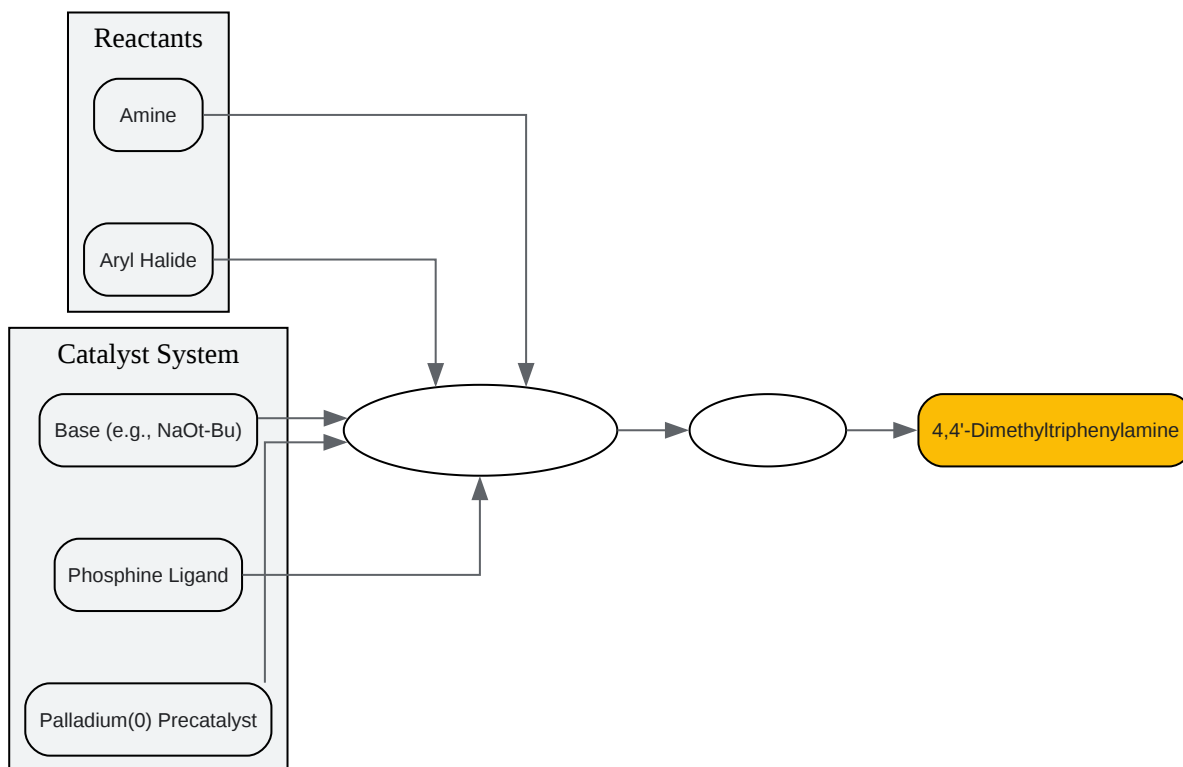 Reactants
Amine
Aryl Halide
Catalyst System
Base (e.g., NaOt-Bu)
4,4'-Dimethyltriphenylamine
Phosphine Ligand
Palladium(0) Precatalyst